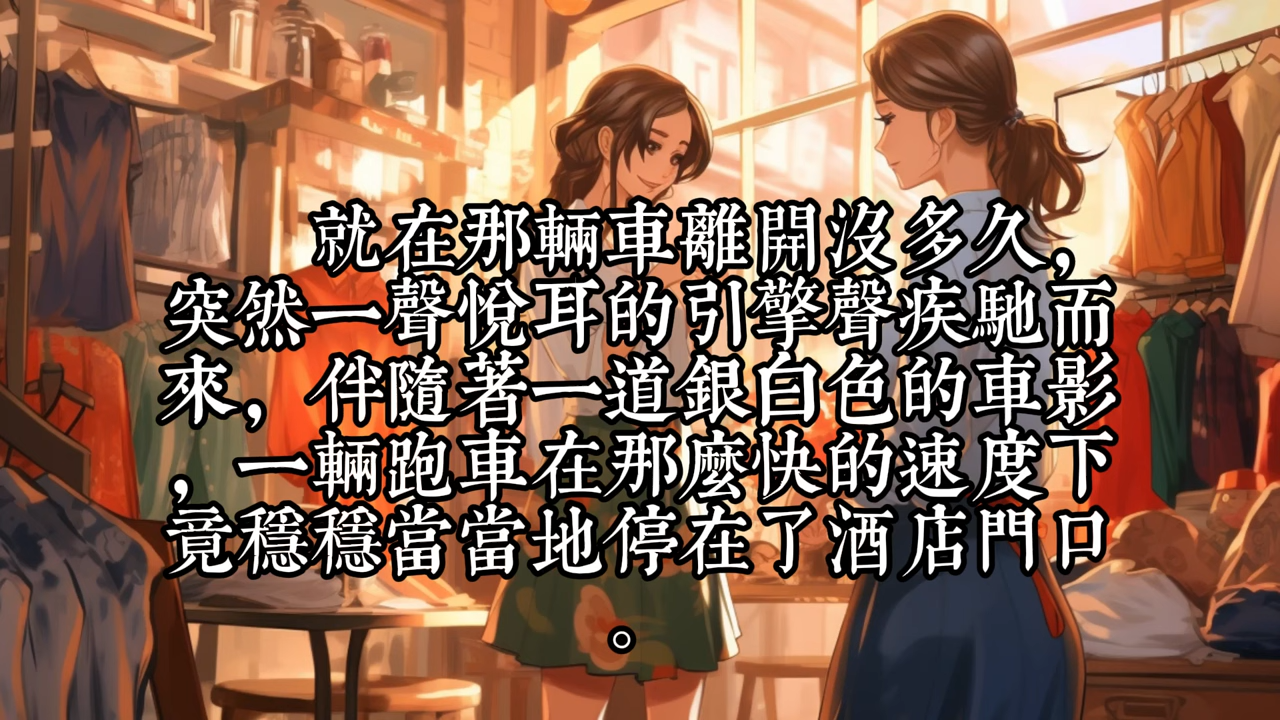 就在那輛車離開沒多久，
突然一聲悅耳的引擎聲疾馳而
來，伴隨著一道銀白色的車影
，一輛跑車在那麼快的速度下
竟穩穩當當地停在了酒店門口
。